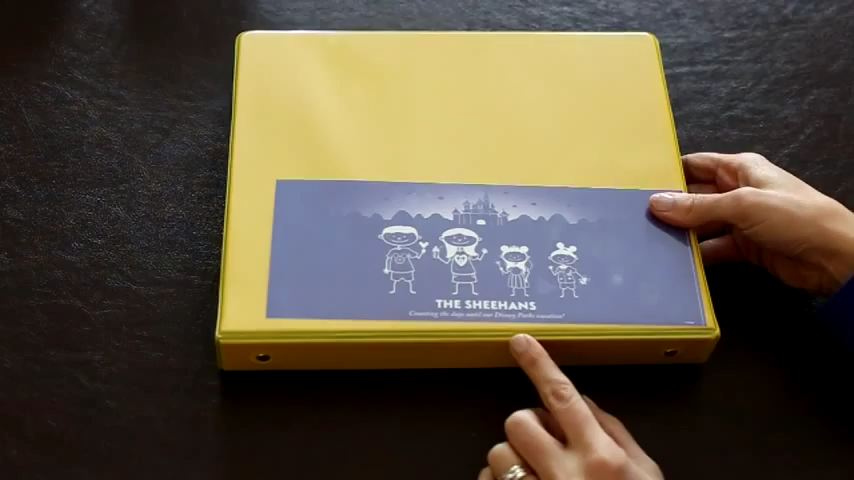 THE SHEEHANS
Counting the days until our Disney Parks vacation!